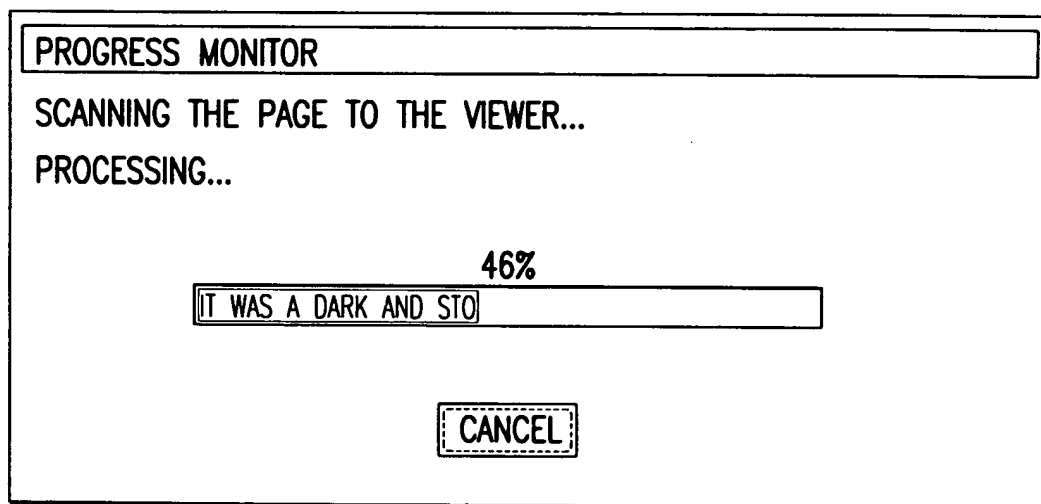 PROGRESS MONITOR
SCANNING THE PAGE TO THE VIEWER...
PROCESSING...
46%
IT WAS A DARK AND STO
CANCEL